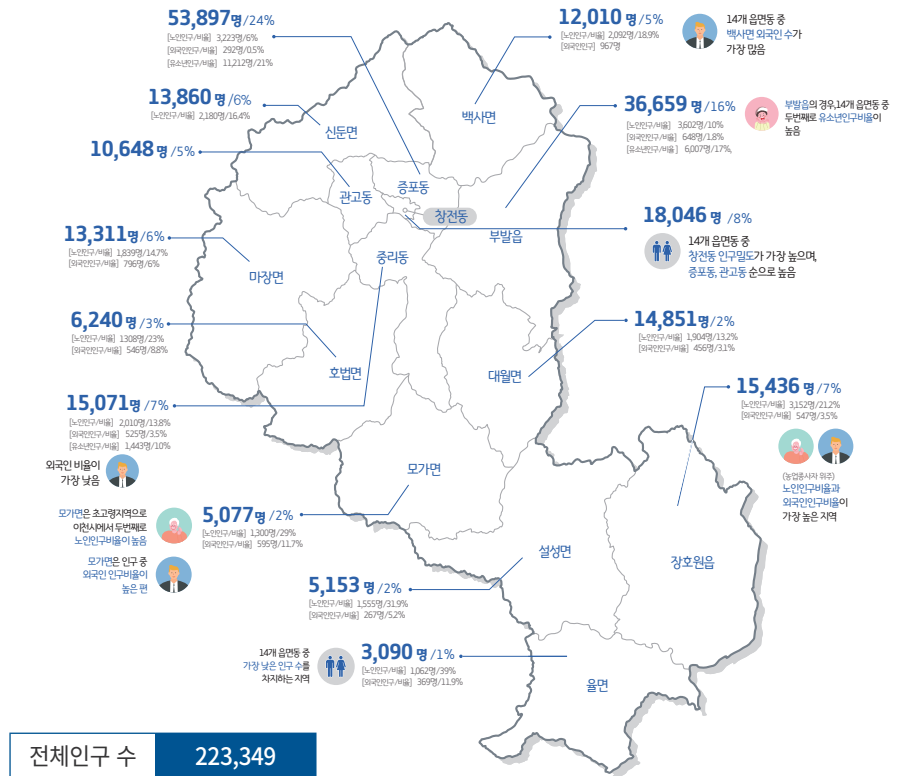 53,897명/24%
[노인인구/비율] 3,223명/6%
[외국인인구/비율] 292명/0.5%
[유소년인구/비율] 11,212명/21%
12,010 명/5%
[노인인구/비율] 2,092명/18.9%
[외국인인구] 967명
14개 읍면동 중
백사면 외국인 수가
가장 많음
13,860 명/6%
[노인인구/비율] 2,180명/16.4%
10,648 명/5%
36,659 명/16%
[노인인구/비율] 3,602명/10%
[외국인인구/비율] 648명/1.8%
[유소년인구/비율] 6,007명/17%,
부발읍의 경우,14개 읍면동 중
두번째로 유소년인구비율이
높음
신둔면
백사면
관고동
증포동
창전동
부발읍
18,046 명 /8%
14개 읍면동 중
창전동 인구밀도가 가장 높으며,
증포동, 관고동 순으로 높음
13,311명/6%
[노인인구/비율] 1,839명/14.7%
[외국인인구/비율] 796명/6%
마장면
중리동
6,240 명/3%
[노인인구/비율] 1308명/23%
[외국인인구/비율] 546명/8.8%
호법면
대월면
14,851명/2%
[노인인구/비율] 1,904명/13.2%
[외국인인구/비율] 456명/3.1%
15,071명/7%
[노인인구/비율] 2,010명/13.8%
[외국인인구/비율] 525명/3.5%
[유소년인구/비율] 1,443명/10%
외국인 비율이
가장 낮음
15,436 명/7%
[노인인구/비율] 3,152명/21.2%
[외국인인구/비율] 547명/3.5%
(농업종사자 위주)
노인인구비율과
외국인인구비율이
가장 높은 지역
모가면
모가면은 초고령지역으로
이천시에서 두번째로
노인인구비율이 높음
5,077명/2%
[노인인구/비율] 1,300명/29%
[외국인인구/비율] 595명/11.7%
모가면은 인구 중
외국인 인구비율이
높은 편
설성면
장호원읍
5,153 명/2%
[노인인구/비율] 1,555명/31.9%
[외국인인구/비율] 267명/5.2%
14개 읍면동 중
가장 낮은 인구 수를
차지하는 지역
3,090 명/1%
[노인인구/비율] 1,062명/39%
[외국인인구/비율] 369명/11.9%
율면
전체인구 수 223,349